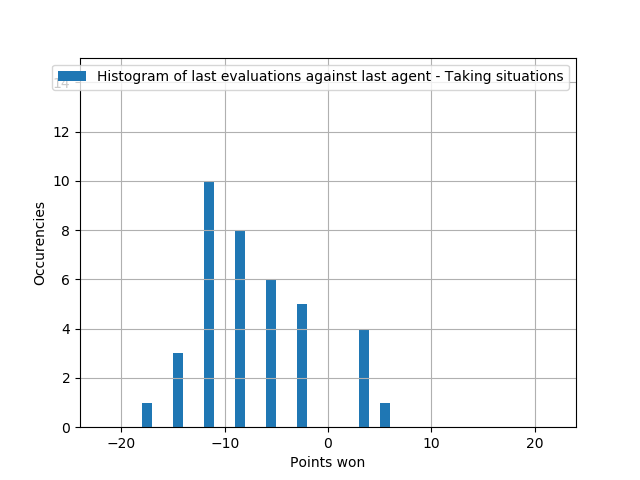 Histogram of last evaluations against last agent - Taking situations
14
12
10
8
6
4
2
0
−20 −10 0 10 20
Occurencies
Points won